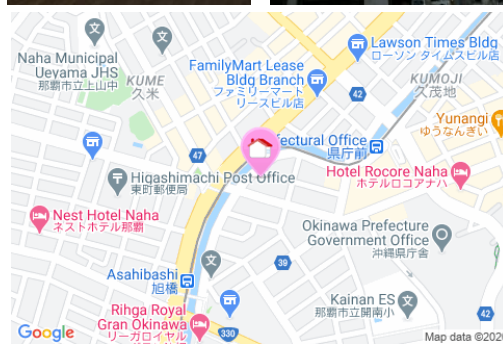 Naha Municipal
Ueyama JHS
那覇市立上山中
KUME
久米
FamilyMart Lease
Bldg Branch
ファミリーマート
リースビル店
Lawson Times Bldg
ローソン タイムスビル店
KUMOJI
久茂地
42
Yunangi
ゆうなんぎい
fectural Office
県庁前
47
Higashimachi Post Office
東町郵便局
Hotel Rocore Naha
ホテルロコアナハ
42
Nest Hotel Naha
ネストホテル那覇
Okinawa Prefecture
Government Office
沖縄県庁舎
Asahibashi
旭橋
39
Kainan ES
那覇市立開南小
Rihga Royal
Gran Okinawa
リーガロイヤル
330
Google
Map data ©202